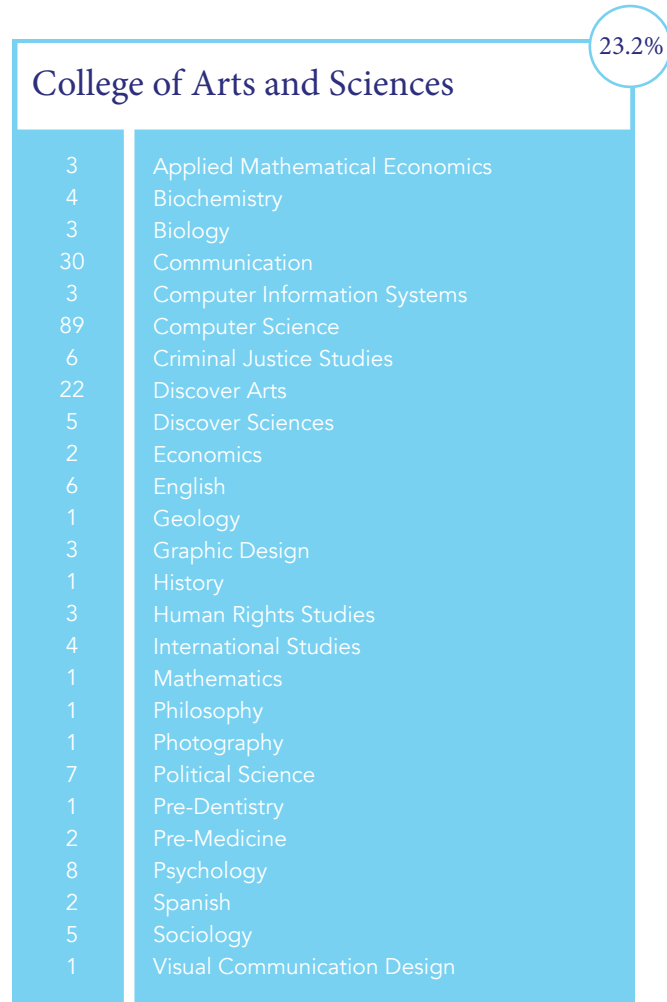 23.2%
College of Arts and Sciences
3 Applied Mathematical Economics
4 Biochemistry
3 Biology
30 Communication
3 Computer Information Systems
89 Computer Science
6 Criminal Justice Studies
22 Discover Arts
5 Discover Sciences
2 Economics
6 English
1 Geology
3 Graphic Design
1 History
3 Human Rights Studies
4 International Studies
1 Mathematics
1 Philosophy
1 Photography
7 Political Science
1 Pre-Dentistry
2 Pre-Medicine
8 Psychology
2 Spanish
5 Sociology
1 Visual Communication Design